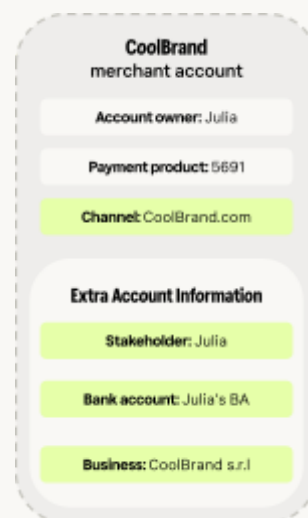 CoolBrand
merchant account
Account owner: Julia
Payment product: 5691
Channel: CoolBrand.com
Extra Account Information
Stakeholder: Julia
Bank account: Julia's BA
Business: CoolBrand s.r.l